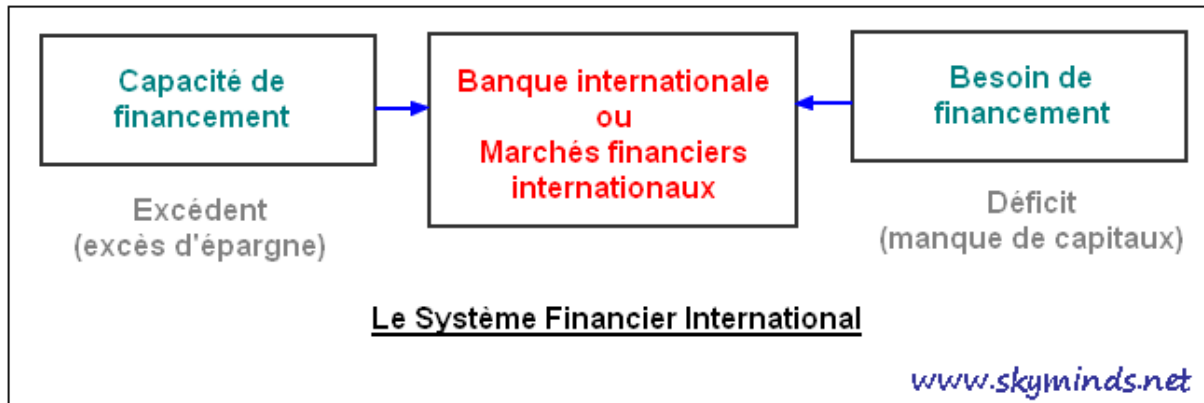 Capacité de
financement
Banque internationale
ou
Marchés financiers
internationaux
Besoin de
financement
Excédent
(excès d'épargne)
Déficit
(manque de capitaux)
Le Système Financier International
www.skyminds.net